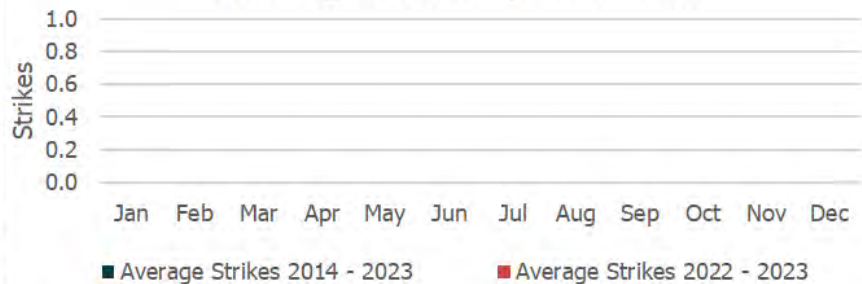 1.0
0.8
0.6
0.4
0.2
0.0
Strikes
Jan Feb Mar Apr May Jun Jul Aug Sep Oct Nov Dec
Average Strikes 2014 - 2023 Average Strikes 2022 - 2023